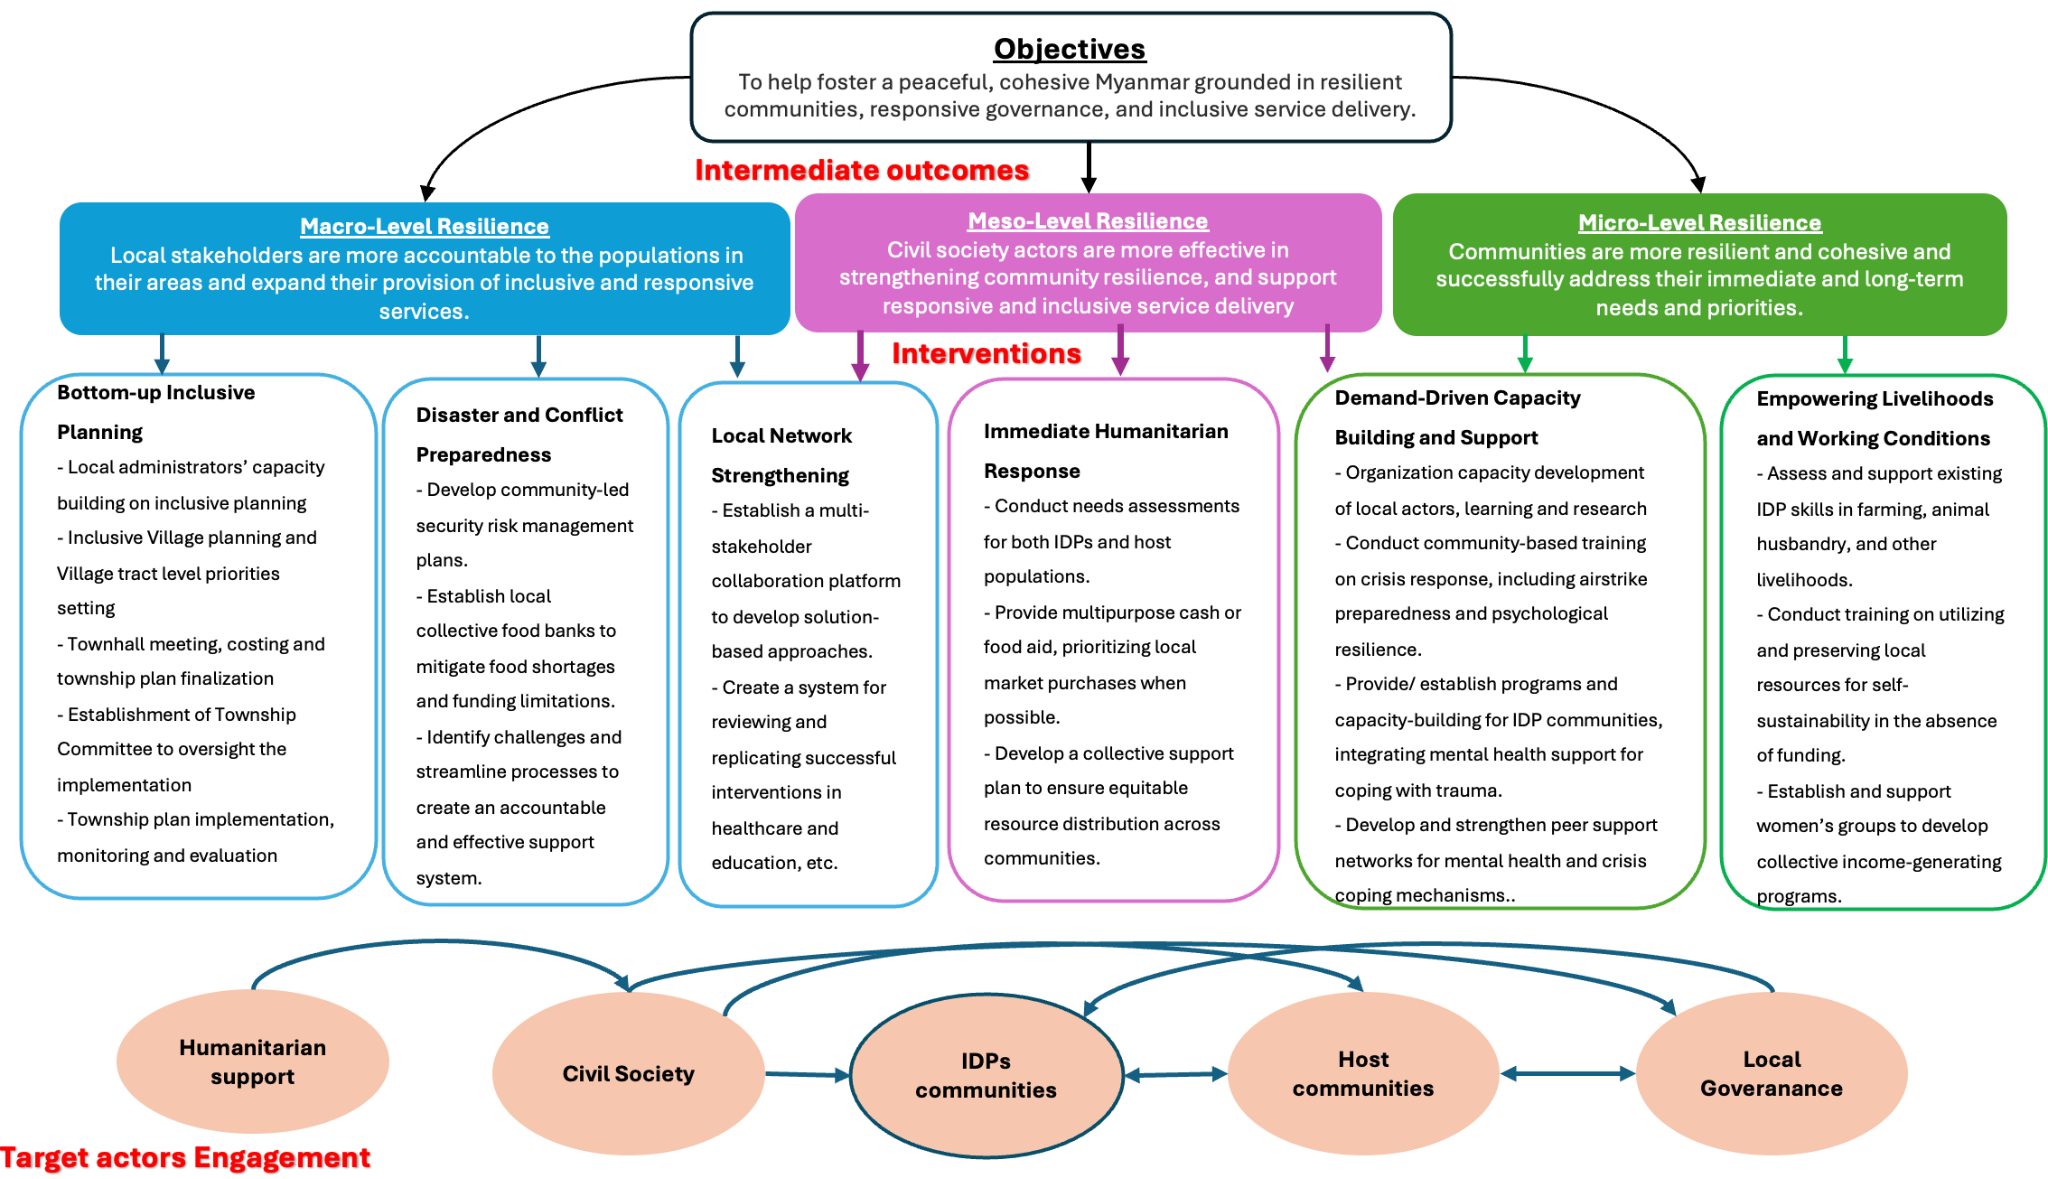 Objectives
To help foster a peaceful, cohesive Myanmar grounded in resilient
communities, responsive governance, and inclusive service delivery.
Intermediate outcomes
Macro-Level Resilience
Local stakeholders are more accountable to the populations in
their areas and expand their provision of inclusive and responsive
services.
Meso-Level Resilience
Civil society actors are more effective in
strengthening community resilience, and support
responsive and inclusive service delivery
Micro-Level Resilience
Communities are more resilient and cohesive and
successfully address their immediate and long-term
needs and priorities.
Interventions
Bottom-up Inclusive
Planning
- Local administrators’ capacity
building on inclusive planning
- Inclusive Village planning and
Village tract level priorities
setting
- Townhall meeting, costing and
township plan finalization
- Establishment of Township
Committee to oversight the
implementation
- Township plan implementation,
monitoring and evaluation
Disaster and Conflict
Preparedness
- Develop community-led
security risk management
plans.
- Establish local
collective food banks to
mitigate food shortages
and funding limitations.
- Identify challenges and
streamline processes to
create an accountable
and effective support
system.
Local Network
Strengthening
- Establish a multi-
stakeholder
collaboration platform
to develop solution-
based approaches.
- Create a system for
reviewing and
replicating successful
interventions in
healthcare and
education, etc.
Immediate Humanitarian
Response
- Conduct needs assessments
for both IDPs and host
populations.
- Provide multipurpose cash or
food aid, prioritizing local
market purchases when
possible.
- Develop a collective support
plan to ensure equitable
resource distribution across
communities.
Demand-Driven Capacity
Building and Support
- Organization capacity development
of local actors, learning and research
- Conduct community-based training
on crisis response, including airstrike
preparedness and psychological
resilience.
- Provide/ establish programs and
capacity-building for IDP communities,
integrating mental health support for
coping with trauma.
- Develop and strengthen peer support
networks for mental health and crisis
coping mechanisms..
Empowering Livelihoods
and Working Conditions
- Assess and support existing
IDP skills in farming, animal
husbandry, and other
livelihoods.
- Conduct training on utilizing
and preserving local
resources for self-
sustainability in the absence
of funding.
- Establish and support
women’s groups to develop
collective income-generating
programs.
Humanitarian
support
Civil Society
IDPs
communities
Host
communities
Local
Goveranance
Target actors Engagement